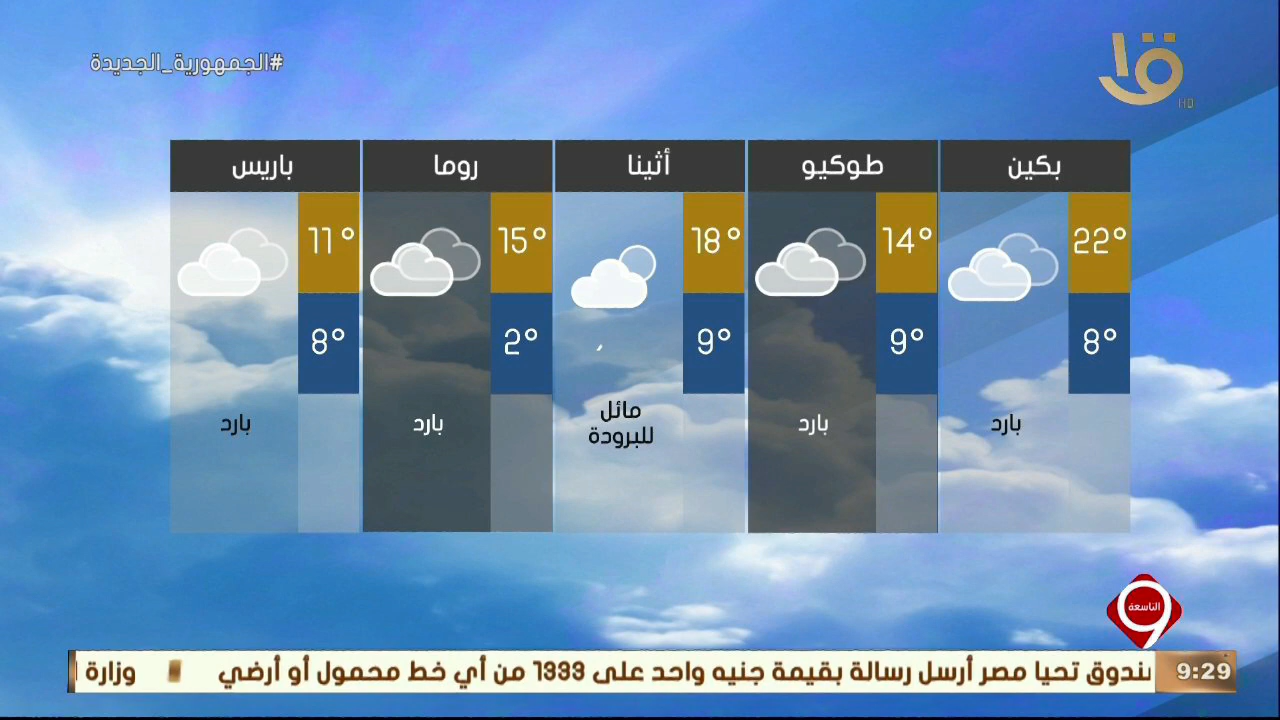 #الجمهورية_الجديدة
HD
بكين
22°
8°
بارد
طوكيو
14°
9°
بارد
أثينا
18°
9°
مائل
للبرودة
روما
15°
2°
بارد
باريس
11°
8°
بارد
التاسعة
9
9:29
أرسل رسالة بقيمة جنيه واحد على 1333 من أي خط محمول أو أرضي تحيا مصر
وزارة